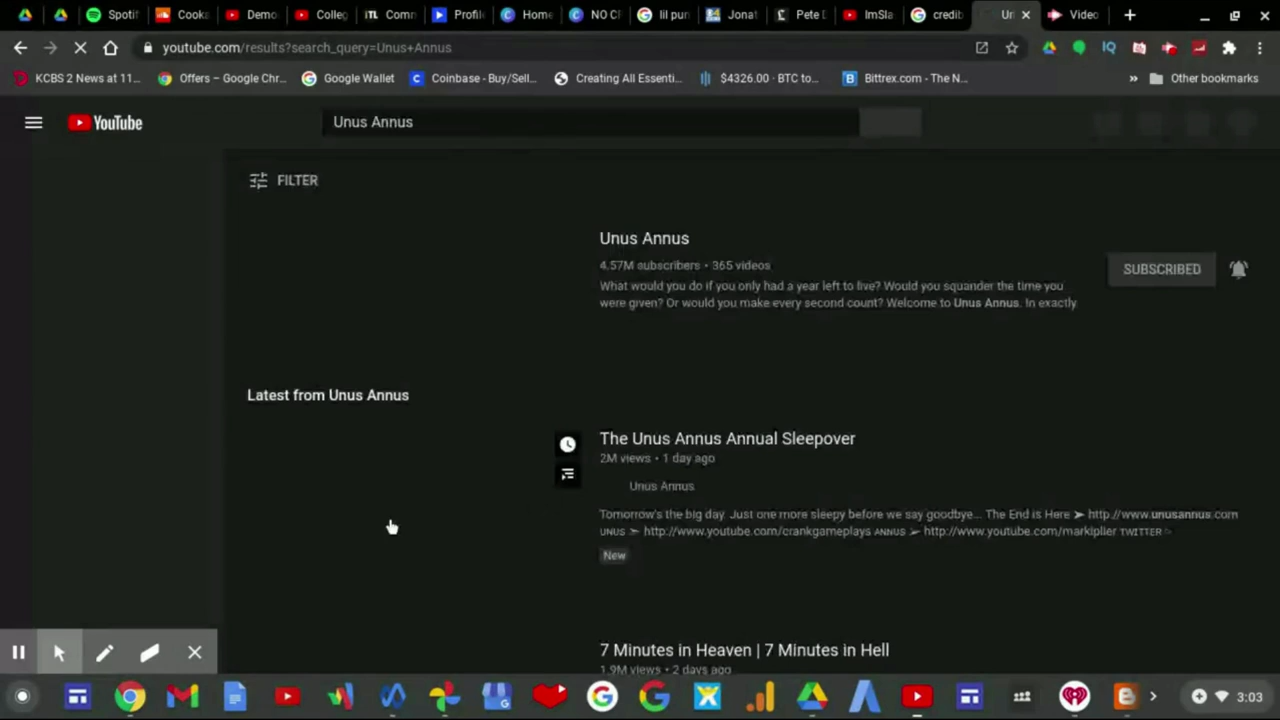 Spotif
Cooka
Demo
Colleg
iTL Comm
Profile
Home
NO CF
lil pun
Jonat
Pete D
ImSla
credib
Un
Video
youtube.com/results?search_query=Unus+Annus
KCBS 2 News at 11...
Offers – Google Chr...
Google Wallet
Coinbase - Buy/Sell...
Creating All Essenti...
$4326.00 · BTC to...
Bittrex.com - The N...
»
Other bookmarks
YouTube
Unus Annus
FILTER
Unus Annus
4.57M subscribers • 365 videos
SUBSCRIBED
What would you do if you only had a year left to live? Would you squander the time you
were given? Or would you make every second count? Welcome to Unus Annus. In exactly
Latest from Unus Annus
The Unus Annus Annual Sleepover
2M views • 1 day ago
Unus Annus
Tomorrow's the big day. Just one more sleepy before we say goodbye... The End is Here ➤ http://www.unusannus.com
UNUS ➤ http://www.youtube.com/crankgameplays ANNUS ➤ http://www.youtube.com/markiplier TWITTER
New
7 Minutes in Heaven | 7 Minutes in Hell
1.9M views • 2 days ago
3:03